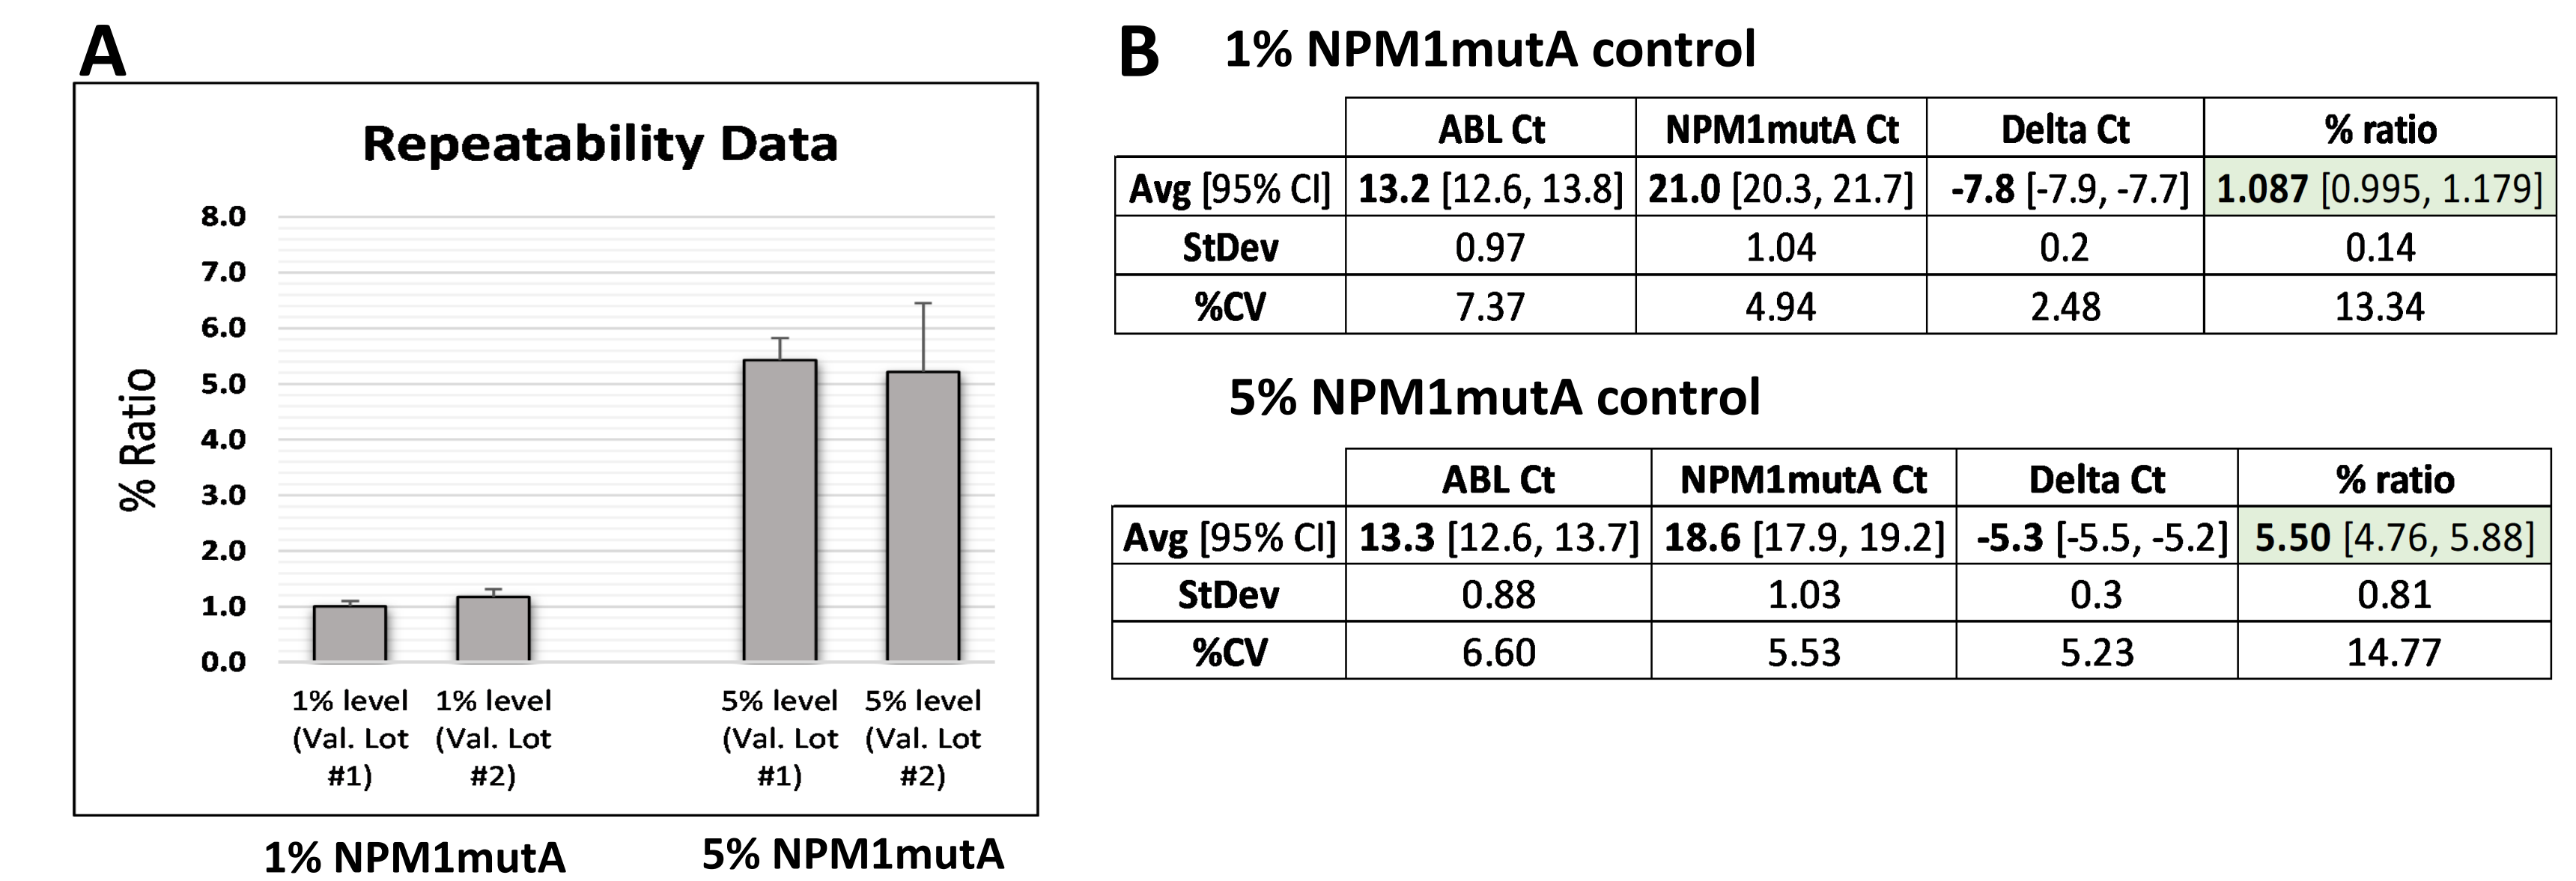 A
Repeatability Data
% Ratio
8.0
7.0
6.0
5.0
4.0
3.0
2.0
1.0
0.0
1% level 1% level 5% level 5% level
(Val. Lot (Val. Lot (Val. Lot (Val. Lot
#1) #2) #1) #2)
1% NPM1mutA 5% NPM1mutA
B 1% NPM1mutA control
ABL Ct NPM1mutA Ct Delta Ct % ratio
Avg [95% CI] 13.2 [12.6, 13.8] 21.0 [20.3, 21.7] -7.8 [-7.9, -7.7] 1.087 [0.995, 1.179]
StDev 0.97 1.04 0.2 0.14
%CV 7.37 4.94 2.48 13.34
5% NPM1mutA control
ABL Ct NPM1mutA Ct Delta Ct % ratio
Avg [95% CI] 13.3 [12.6, 13.7] 18.6 [17.9, 19.2] -5.3 [-5.5, -5.2] 5.50 [4.76, 5.88]
StDev 0.88 1.03 0.3 0.81
%CV 6.60 5.53 5.23 14.77